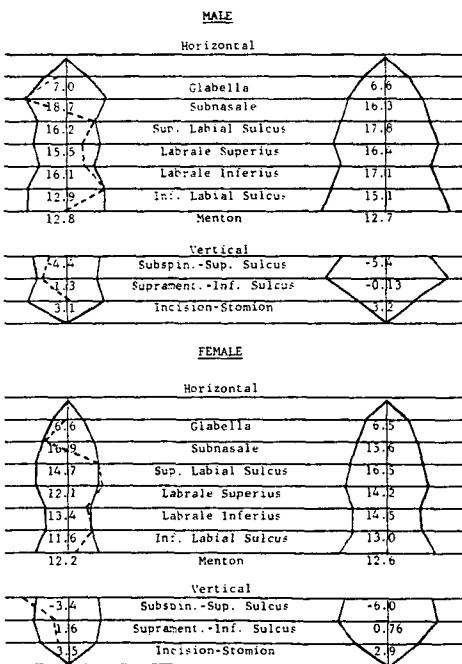 MALE
Horizontal
7.0 Glabella 6.6
18.7 Subnasale 16.3
16.2 Sup. Labial Sulcus 17.8
15.5 Labrale Superius 16.4
16.1 Labrale Inferius 17.1
12.9 Inf. Labial Sulcus 15.1
12.8 Menton 12.7
Vertical
-4.4 Subspin.-Sup. Sulcus -5.4
1.3 Suprament.-Inf. Sulcus -0.13
3.1 Incision-Stomion 3.2
FEMALE
Horizontal
6.6 Glabella 6.5
16.9 Subnasale 15.6
14.7 Sup. Labial Sulcus 16.5
12.1 Labrale Superius 14.2
13.4 Labrale Inferius 14.5
11.6 Inf. Labial Sulcus 13.0
12.2 Menton 12.6
Vertical
-3.4 Subspin.-Sup. Sulcus -6.0
1.6 Suprament.-Inf. Sulcus 0.76
3.5 Incision-Stomion 2.9